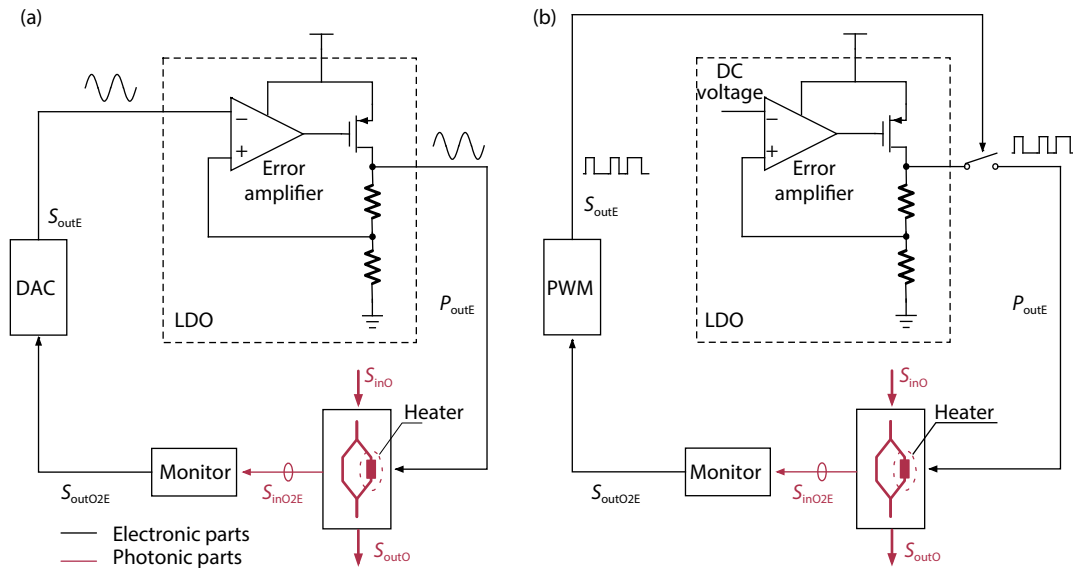 (a)
LDO
−
+
Error
amplifier
S_outE
DAC
P_outE
S_inO
Heater
Monitor
S_outO2E
S_inO2E
S_outO
Electronic parts
Photonic parts
(b)
DC
voltage
−
+
Error
amplifier
S_outE
PWM
LDO
P_outE
S_inO
Heater
Monitor
S_outO2E
S_inO2E
S_outO